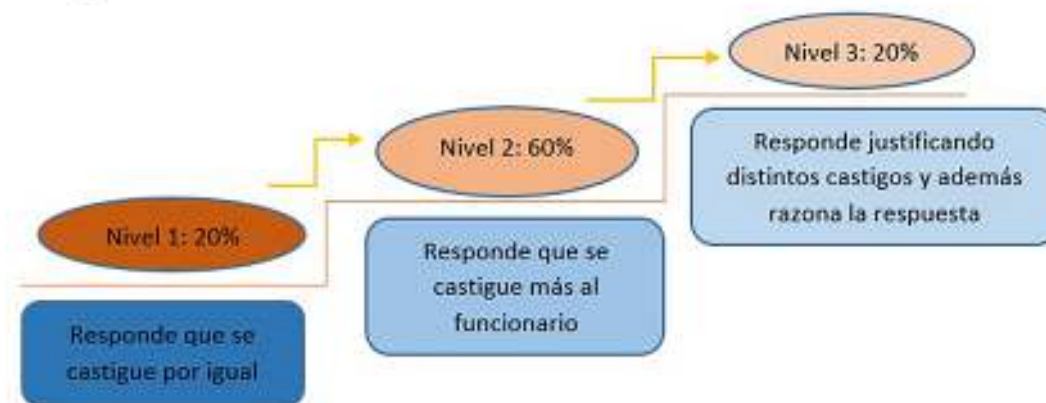 Nivel 3: 20%
Nivel 2: 60%
Responde justificando
distintos castigos y además
razona la respuesta
Nivel 1: 20%
Responde que se
castigue más al
funcionario
Responde que se
castigue por igual